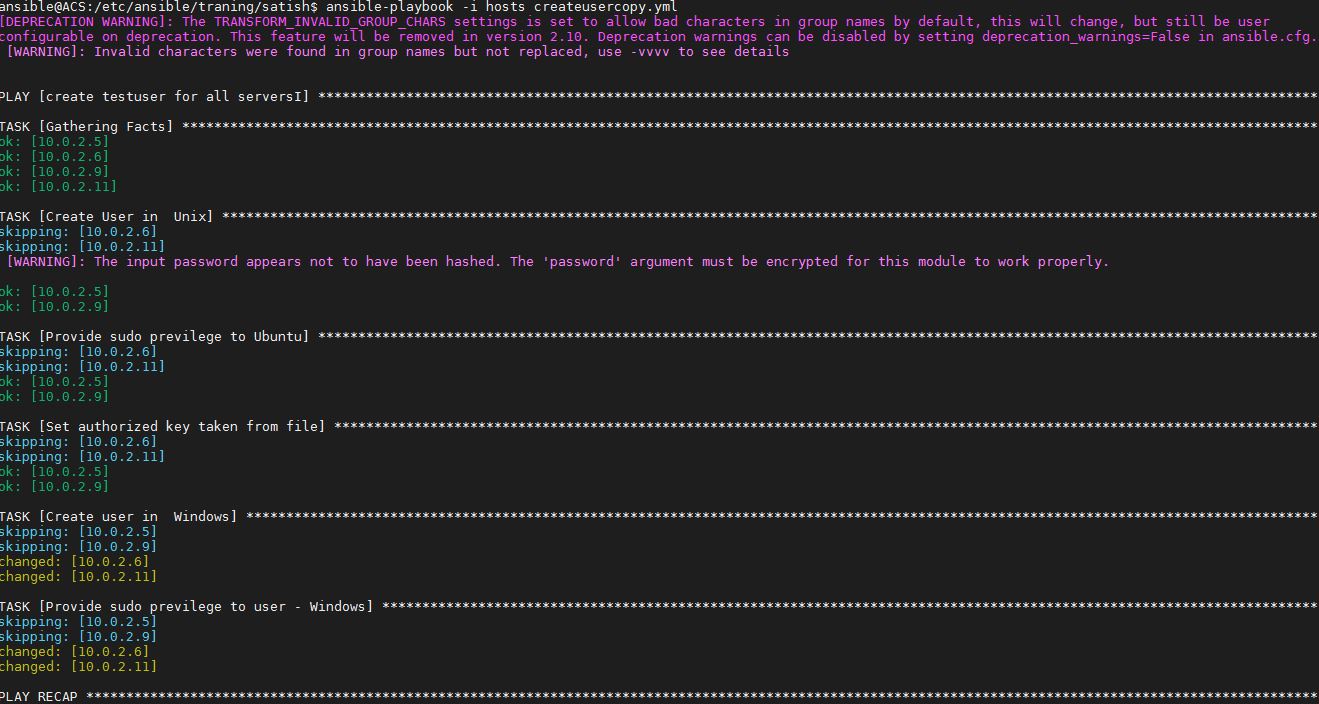 ansible@ACS:/etc/ansible/traning/satish$ ansible-playbook -i hosts createusercopy.yml
[DEPRECATION WARNING]: The TRANSFORM_INVALID_GROUP_CHARS settings is set to allow bad characters in group names by default, this will change, but still be user
configurable on deprecation. This feature will be removed in version 2.10. Deprecation warnings can be disabled by setting deprecation_warnings=False in ansible.cfg.
[WARNING]: Invalid characters were found in group names but not replaced, use -vvvv to see details
PLAY [create testuser for all serversI] ****************************************************************************************************************************
TASK [Gathering Facts] *********************************************************************************************************************************************
ok: [10.0.2.5]
ok: [10.0.2.6]
ok: [10.0.2.9]
ok: [10.0.2.11]
TASK [Create User in  Unix] ****************************************************************************************************************************************
skipping: [10.0.2.6]
skipping: [10.0.2.11]
[WARNING]: The input password appears not to have been hashed. The 'password' argument must be encrypted for this module to work properly.
ok: [10.0.2.5]
ok: [10.0.2.9]
TASK [Provide sudo previlege to Ubuntu] ****************************************************************************************************************************
skipping: [10.0.2.6]
skipping: [10.0.2.11]
ok: [10.0.2.5]
ok: [10.0.2.9]
TASK [Set authorized key taken from file] **************************************************************************************************************************
skipping: [10.0.2.6]
skipping: [10.0.2.11]
ok: [10.0.2.5]
ok: [10.0.2.9]
TASK [Create user in  Windows] *************************************************************************************************************************************
skipping: [10.0.2.5]
skipping: [10.0.2.9]
changed: [10.0.2.6]
changed: [10.0.2.11]
TASK [Provide sudo previlege to user - Windows] ********************************************************************************************************************
skipping: [10.0.2.5]
skipping: [10.0.2.9]
changed: [10.0.2.6]
changed: [10.0.2.11]
PLAY RECAP *********************************************************************************************************************************************************